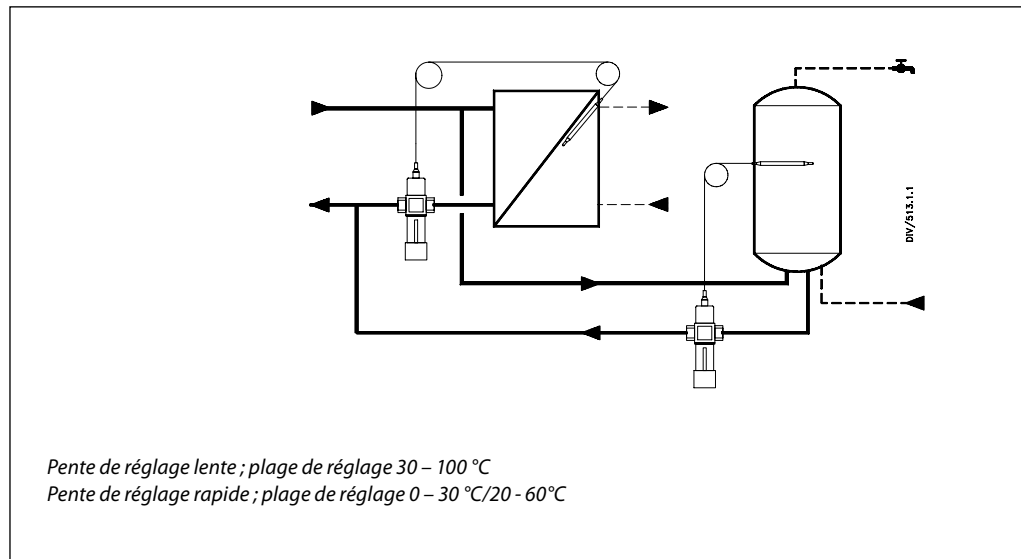 DIV/513.1.1
Pente de réglage lente ; plage de réglage 30 – 100 °C
Pente de réglage rapide ; plage de réglage 0 – 30 °C/20 - 60°C